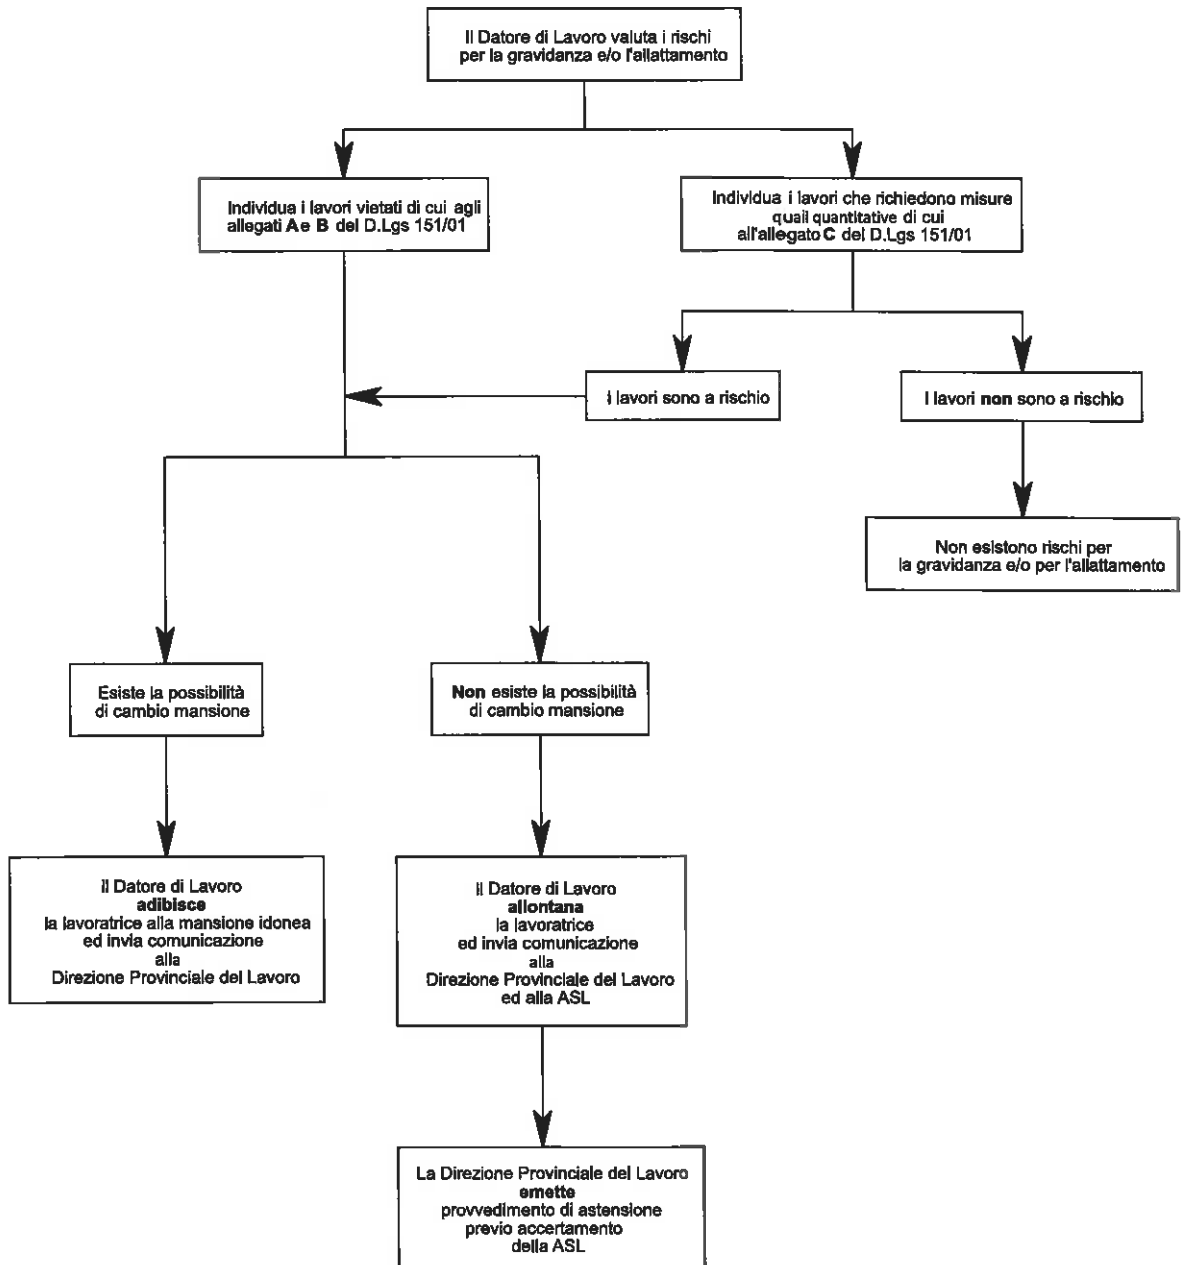 Il Datore di Lavoro valuta i rischi
per la gravidanza e/o l'allattamento
Individua i lavori vietati di cui agli
allegati A e B del D.Lgs 151/01
Individua i lavori che richiedono misure
quali quantitative di cui
all'allegato C del D.Lgs 151/01
I lavori sono a rischio
I lavori non sono a rischio
Non esistono rischi per
la gravidanza e/o per l'allattamento
Esiste la possibilità
di cambio mansione
Non esiste la possibilità
di cambio mansione
Il Datore di Lavoro
adibisce
la lavoratrice alla mansione idonea
ed invia comunicazione
alla
Direzione Provinciale del Lavoro
Il Datore di Lavoro
allontana
la lavoratrice
ed invia comunicazione
alla
Direzione Provinciale del Lavoro
ed alla ASL
La Direzione Provinciale del Lavoro
emette
provvedimento di astensione
previo accertamento
della ASL